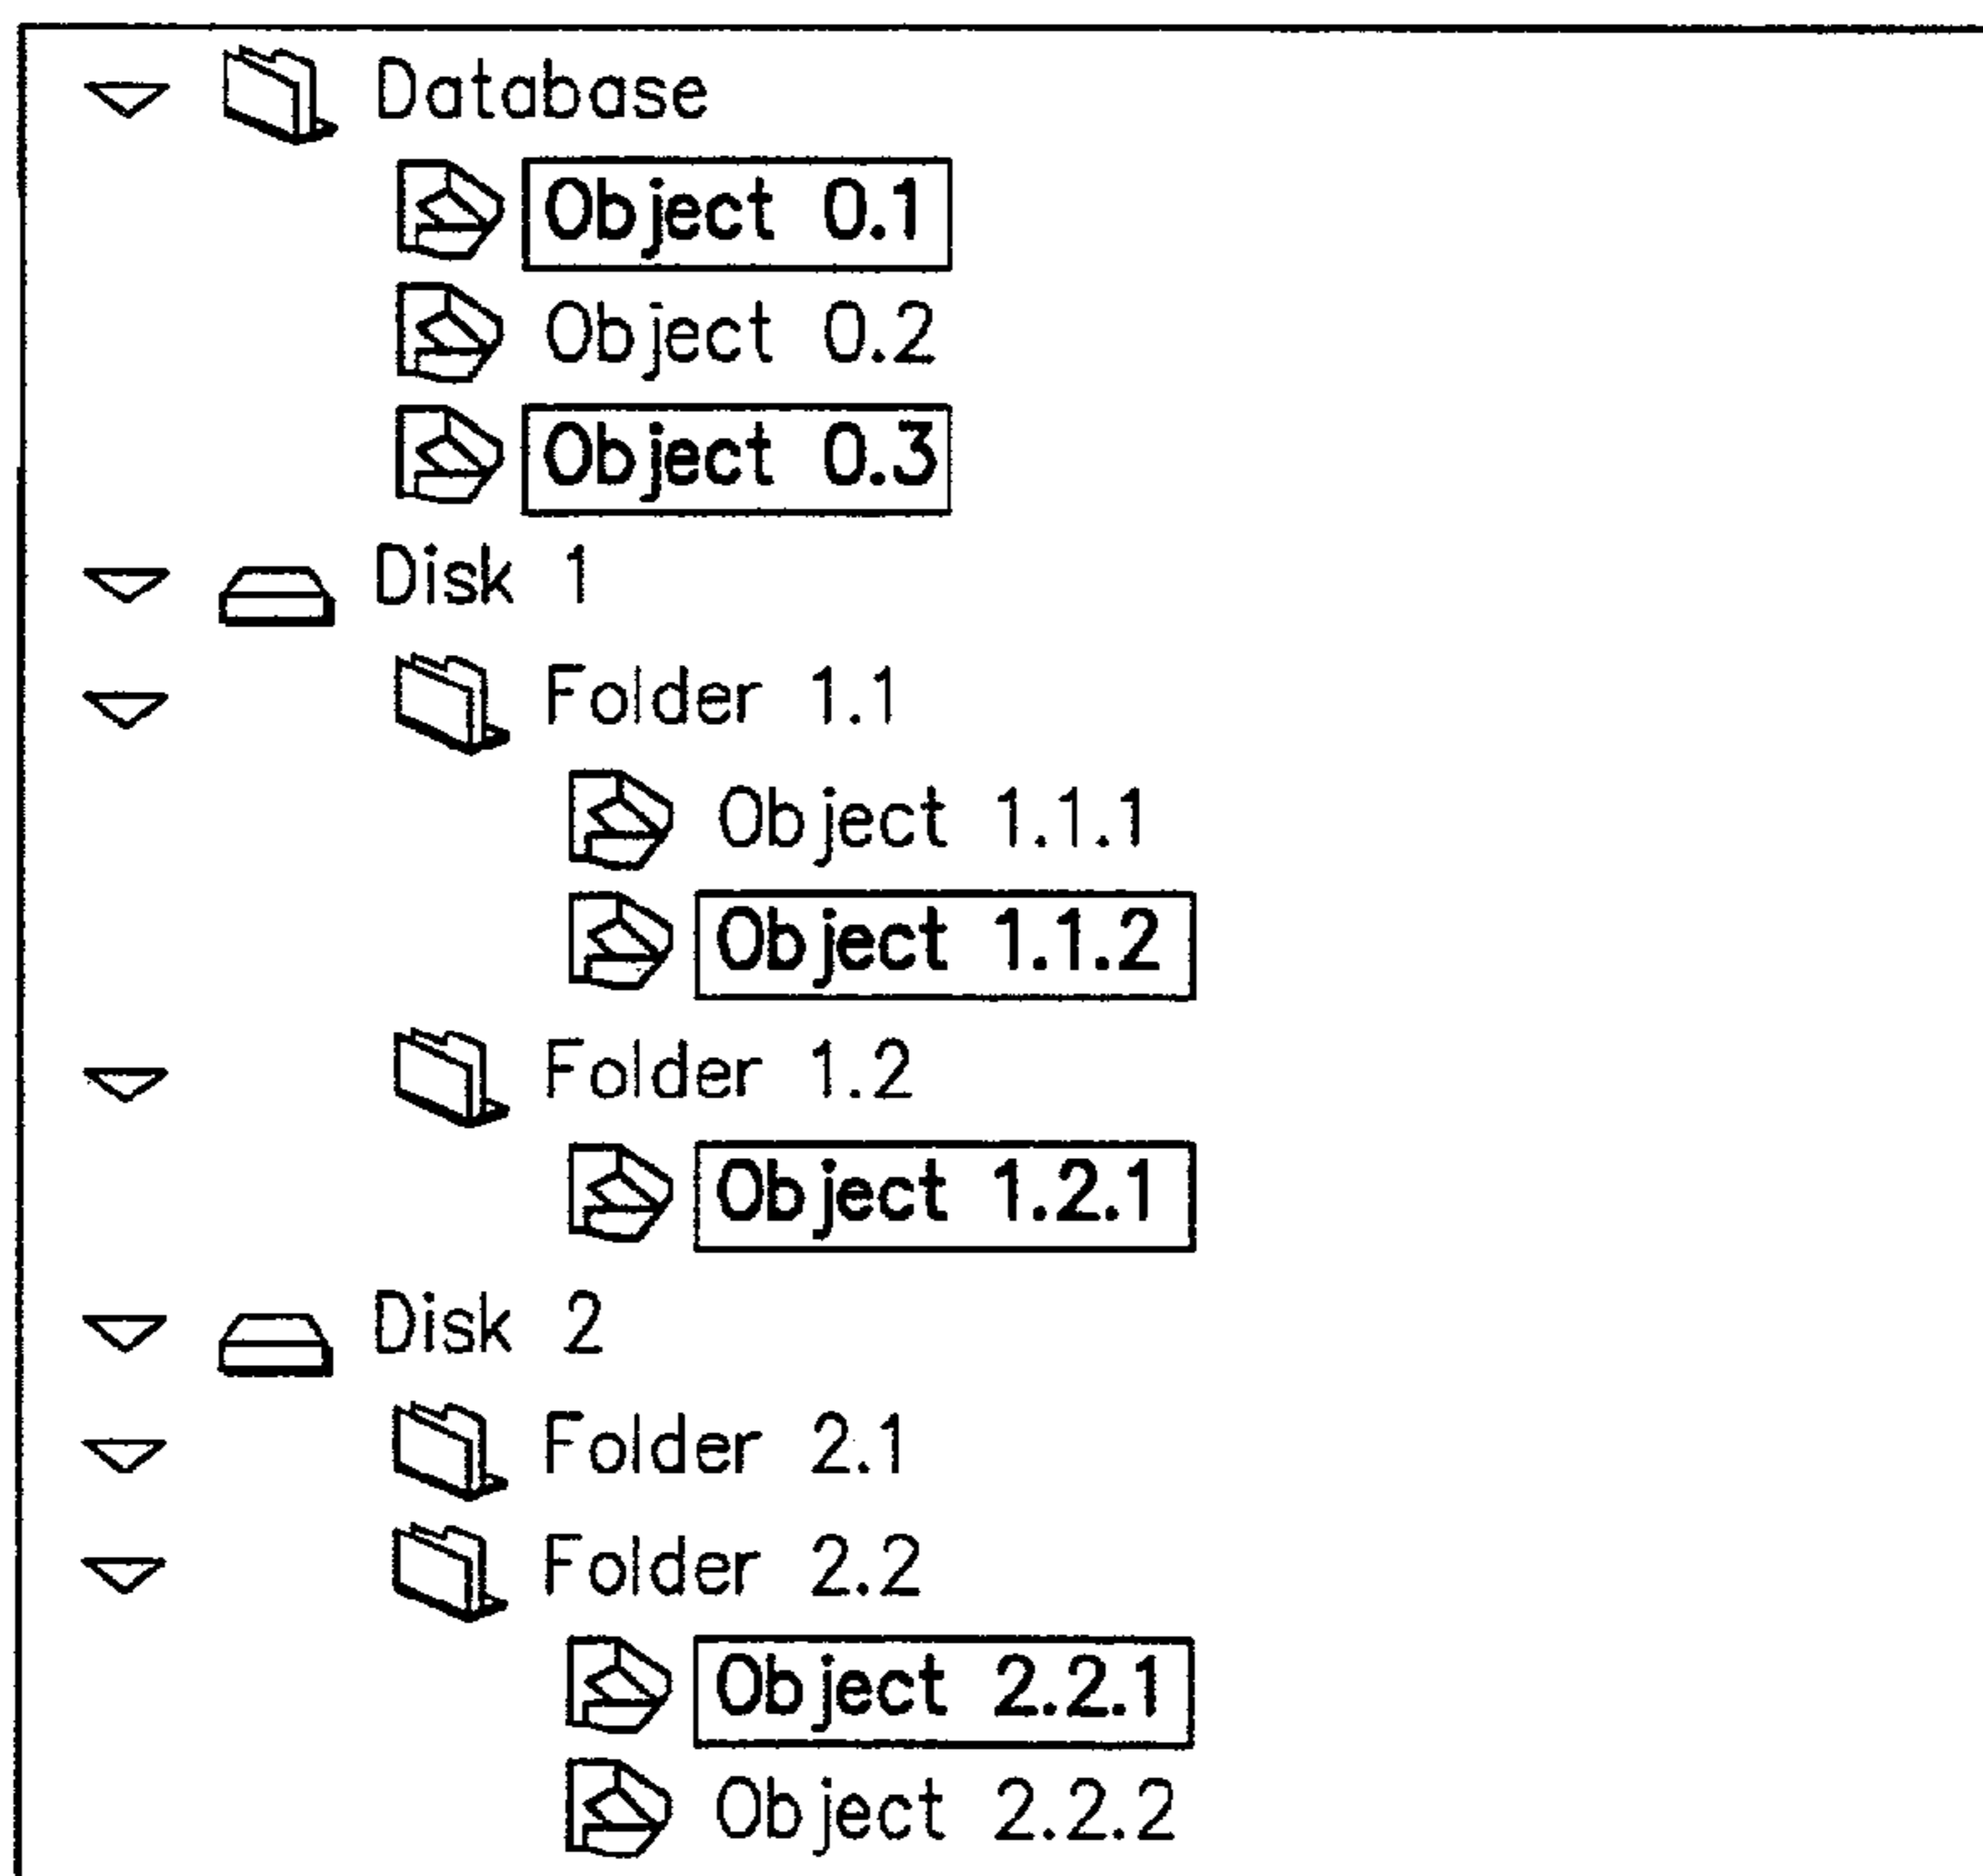 Database
Object 0.1
Object 0.2
Object 0.3
Disk 1
Folder 1.1
Object 1.1.1
Object 1.1.2
Folder 1.2
Object 1.2.1
Disk 2
Folder 2.1
Folder 2.2
Object 2.2.1
Object 2.2.2